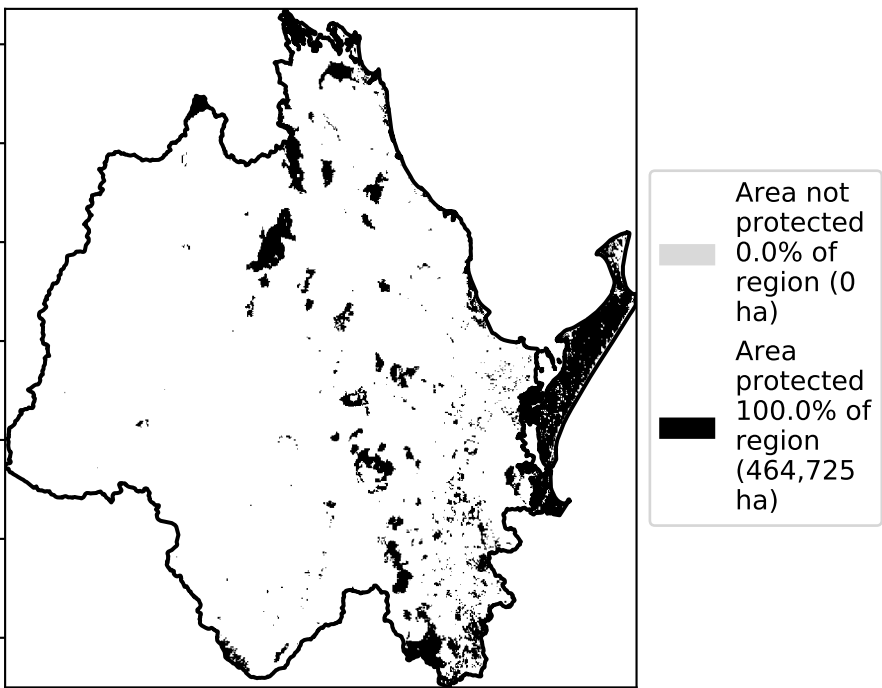 Area not
protected
0.0% of
region (0
ha)
Area
protected
100.0% of
region
(464,725
ha)